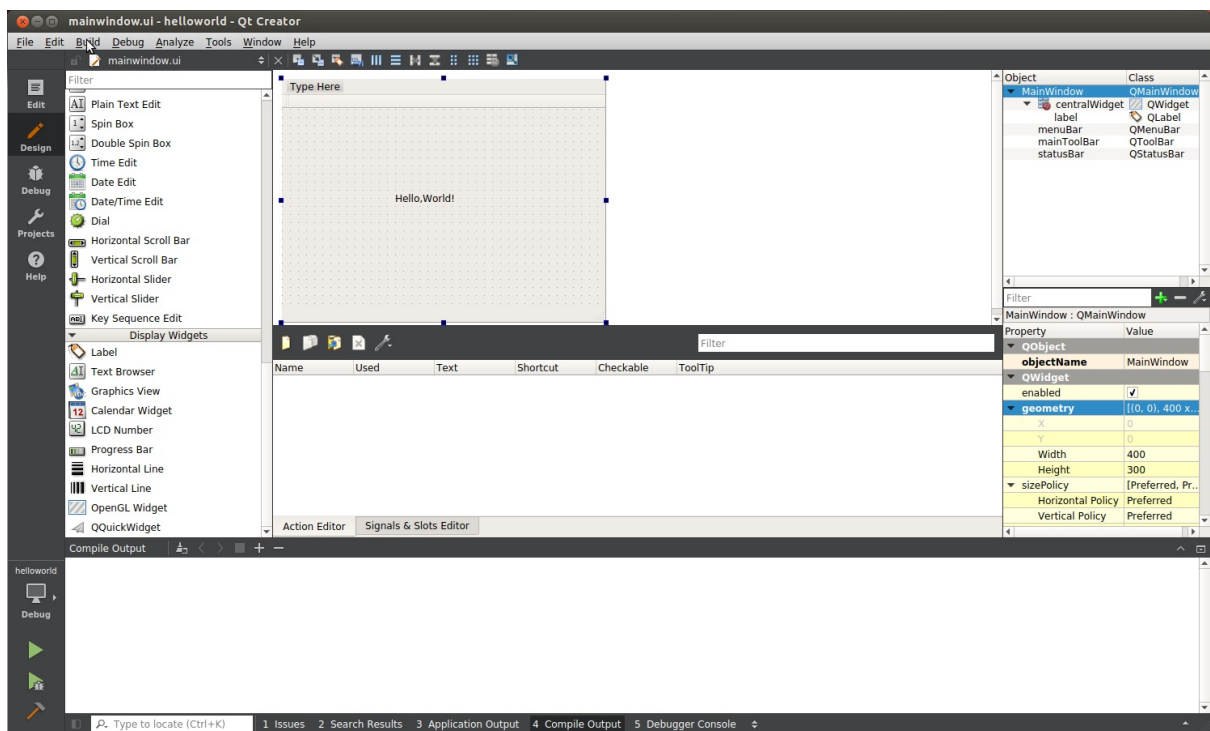 mainwindow.ui - helloworld - Qt Creator
File Edit Build Debug Analyze Tools Window Help
mainwindow.ui
Edit
Design
Debug
Projects
Help
Filter
Plain Text Edit
Spin Box
Double Spin Box
Time Edit
Date Edit
Date/Time Edit
Dial
Horizontal Scroll Bar
Vertical Scroll Bar
Horizontal Slider
Vertical Slider
Key Sequence Edit
Display Widgets
Label
Text Browser
Graphics View
Calendar Widget
LCD Number
Progress Bar
Horizontal Line
Vertical Line
OpenGL Widget
QQuickWidget
Type Here
Hello,World!
Filter
Name Used Text Shortcut Checkable ToolTip
Action Editor Signals & Slots Editor
Object Class
MainWindow QMainWindow
centralWidget QWidget
label QLabel
menuBar QMenuBar
mainToolBar QToolBar
statusBar QStatusBar
Filter
MainWindow : QMainWindow
Property Value
QObject
objectName MainWindow
QWidget
enabled
geometry [(0, 0), 400 x...
X 0
Y 0
Width 400
Height 300
sizePolicy [Preferred, Pr...
Horizontal Policy Preferred
Vertical Policy Preferred
Compile Output
helloworld
Debug
Type to locate (Ctrl+K) 1 Issues 2 Search Results 3 Application Output 4 Compile Output 5 Debugger Console